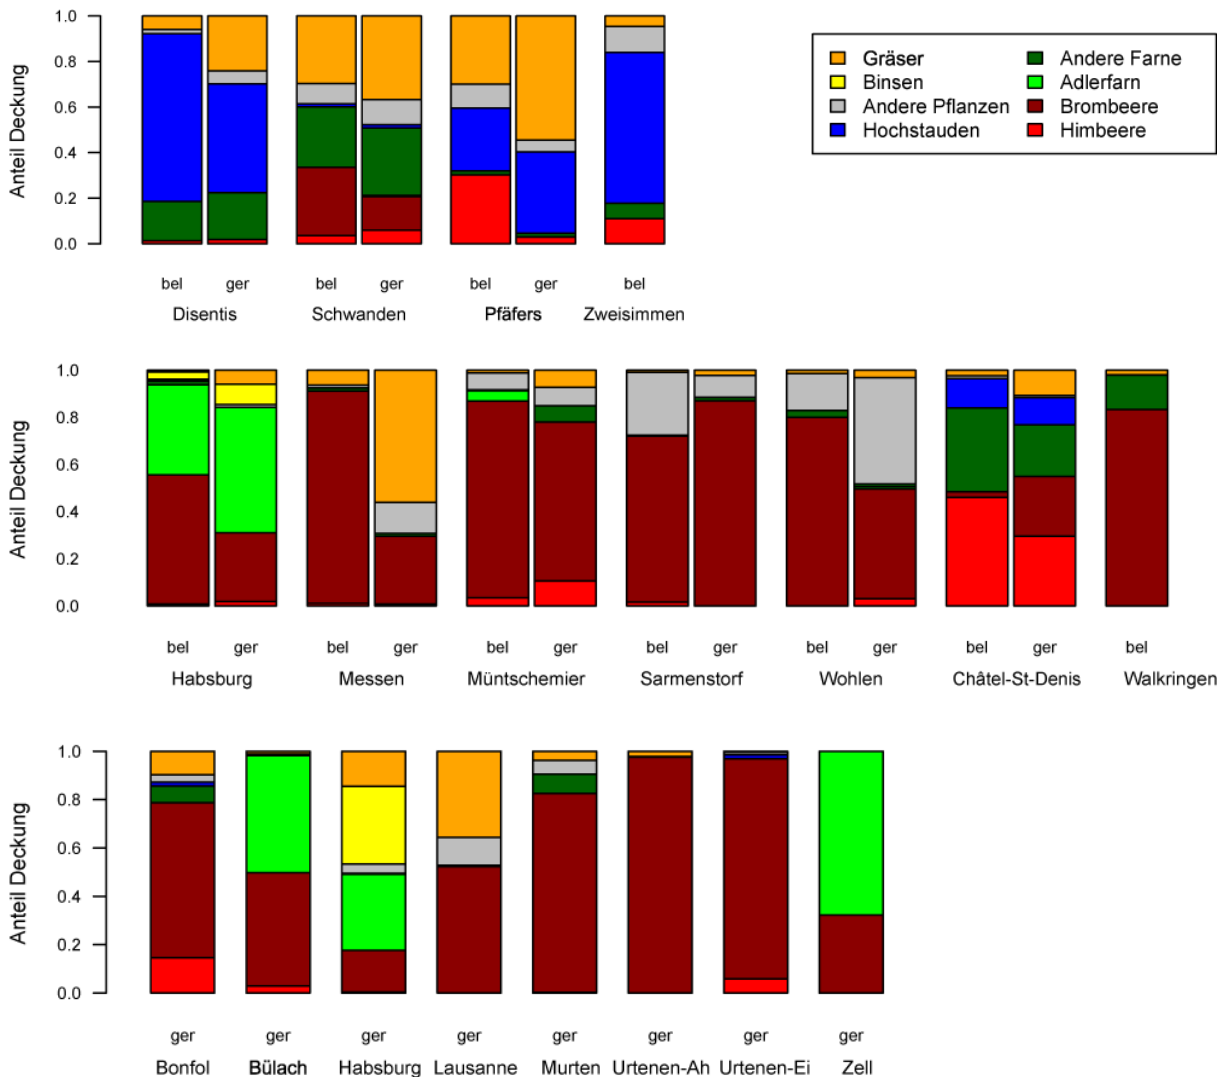 Anteil Deckung
1.0
0.8
0.6
0.4
0.2
0.0
bel ger bel ger bel ger bel
Disentis Schwanden Pfäfers Zweisimmen
Gräser Andere Farne
Binsen Adlerfarn
Andere Pflanzen Brombeere
Hochstauden Himbeere
Anteil Deckung
1.0
0.8
0.6
0.4
0.2
0.0
bel ger bel ger bel ger bel ger bel ger bel ger bel
Habsburg Messen Müntschemier Sarmenstorf Wohlen Châtel-St-Denis Walkringen
Anteil Deckung
1.0
0.8
0.6
0.4
0.2
0.0
ger ger ger ger ger ger ger ger
Bonfol Bülach Habsburg Lausanne Murten Urtenen-Ah Urtenen-Ei Zell